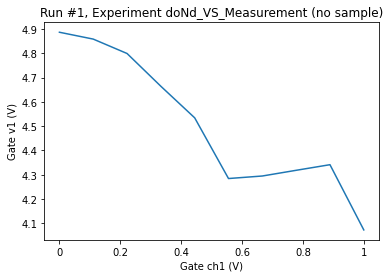 Run #1, Experiment doNd_VS_Measurement (no sample)
4.9
4.8
4.7
4.6
4.5
4.4
4.3
4.2
4.1
Gate v1 (V)
0 0.2 0.4 0.6 0.8 1
Gate ch1 (V)